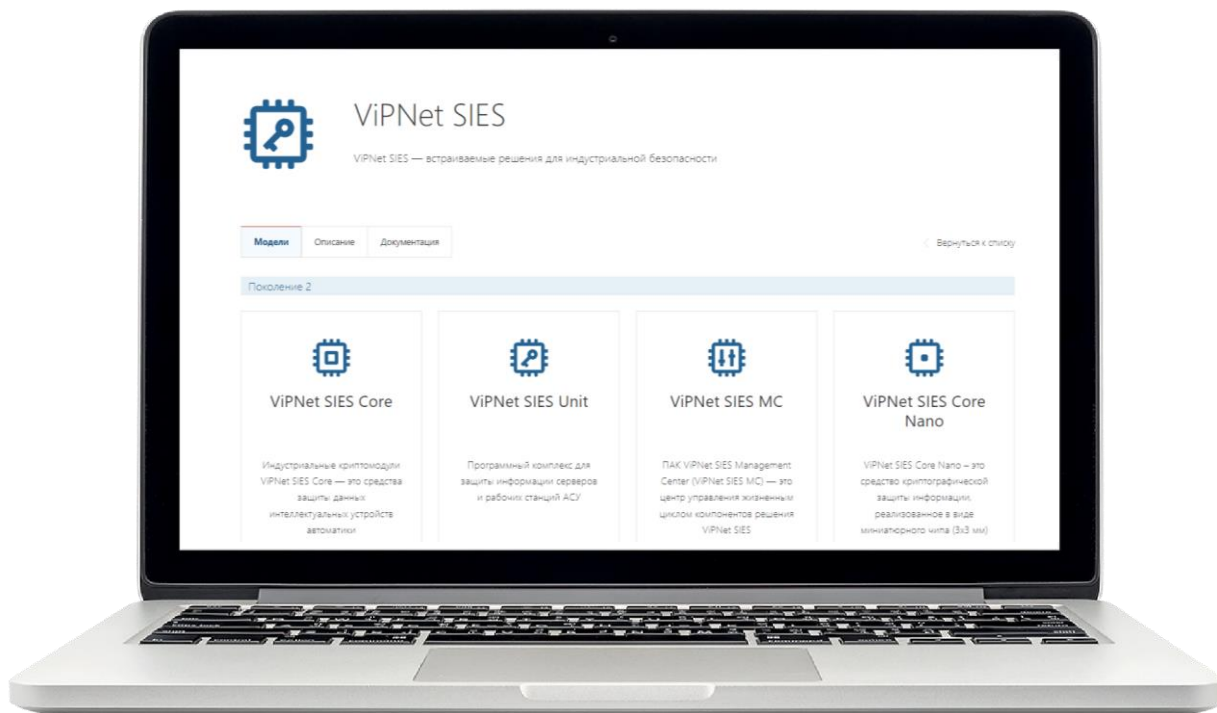 ViPNet SIES
ViPNet SIES — встраиваемые решения для индустриальной безопасности
Модели
Описание
Документация
Вернуться к списку
Поколение 2
ViPNet SIES Core
Индустриальные криптомодули
ViPNet SIES Core — это средства
защиты данных
интеллектуальных устройств
автоматики
ViPNet SIES Unit
Программный комплекс для
защиты информации серверов
и рабочих станций АСУ
ViPNet SIES MC
ПАК ViPNet SIES Management
Center (ViPNet SIES MC) — это
центр управления жизненным
циклом компонентов решения
ViPNet SIES
ViPNet SIES Core
Nano
ViPNet SIES Core Nano – это
средство криптографической
защиты информации,
реализованное в виде
миниатюрного чипа (3х3 мм)